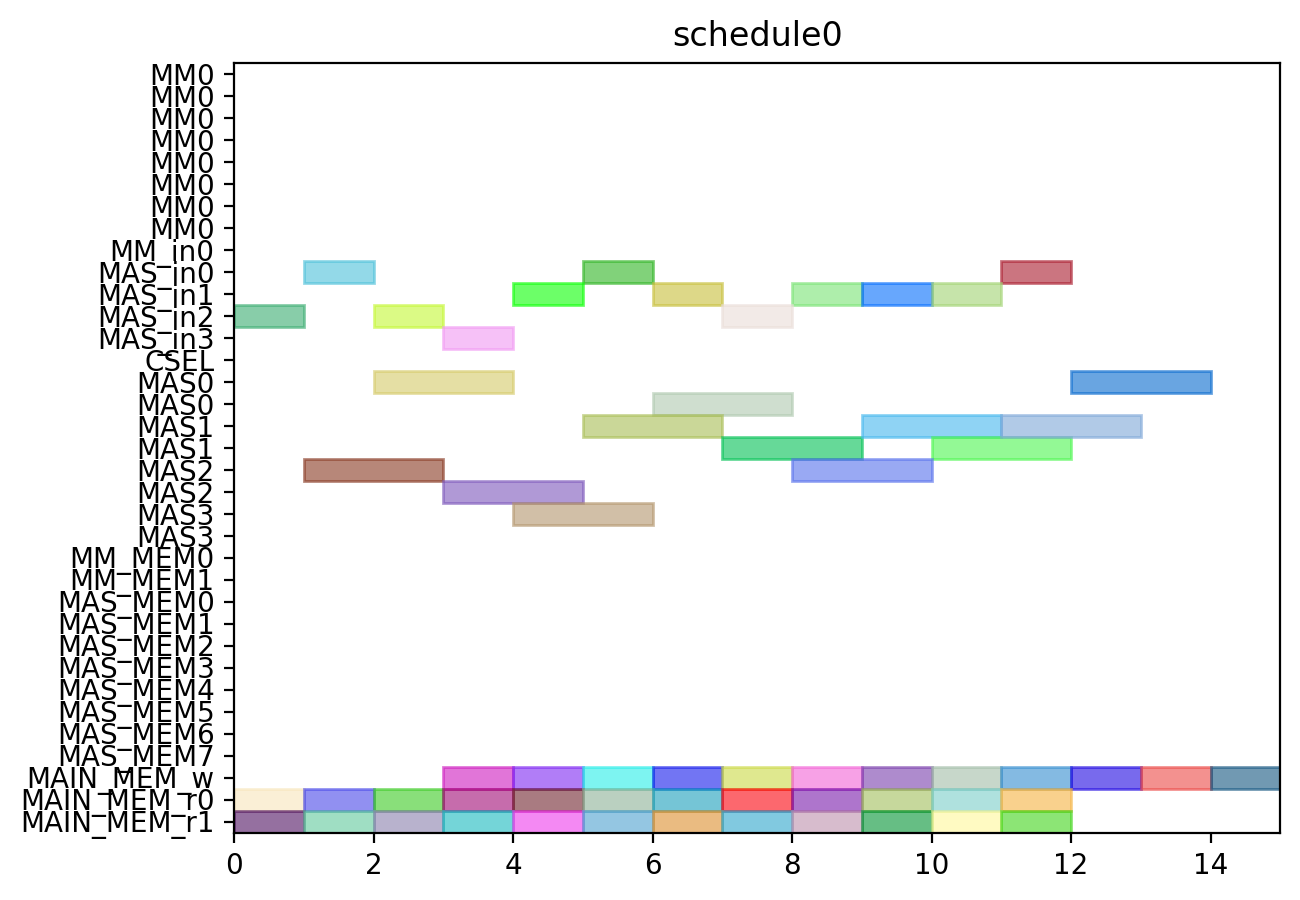 schedule0
MM0
MM0
MM0
MM0
MM0
MM0
MM0
MM0
MM_in0
MAS_in0
MAS_in1
MAS_in2
MAS_in3
CSEL
MAS0
MAS0
MAS1
MAS1
MAS2
MAS2
MAS3
MAS3
MM_MEM0
MM_MEM1
MAS_MEM0
MAS_MEM1
MAS_MEM2
MAS_MEM3
MAS_MEM4
MAS_MEM5
MAS_MEM6
MAS_MEM7
MAIN_MEM_w
MAIN_MEM_r0
MAIN_MEM_r1
0 2 4 6 8 10 12 14